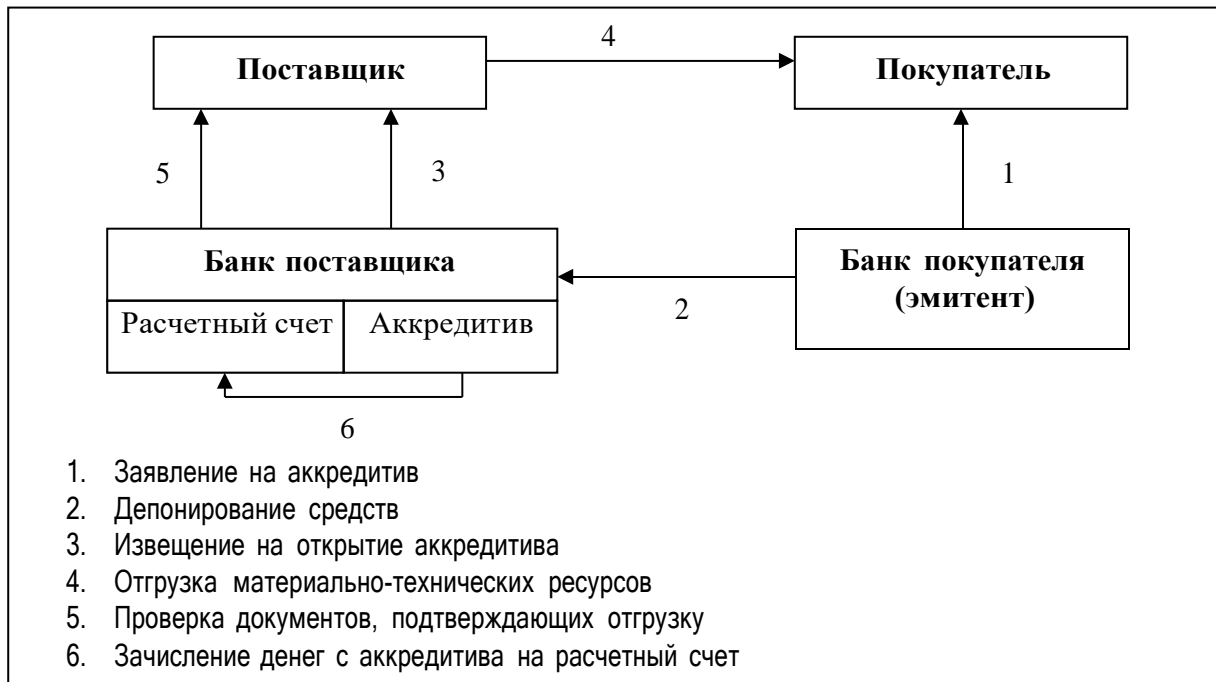 4
Поставщик
Покупатель
5
3
1
Банк поставщика
Банк покупателя
(эмитент)
2
Расчетный счет
Аккредитив
6
1. Заявление на аккредитив
2. Депонирование средств
3. Извещение на открытие аккредитива
4. Отгрузка материально-технических ресурсов
5. Проверка документов, подтверждающих отгрузку
6. Зачисление денег с аккредитива на расчетный счет